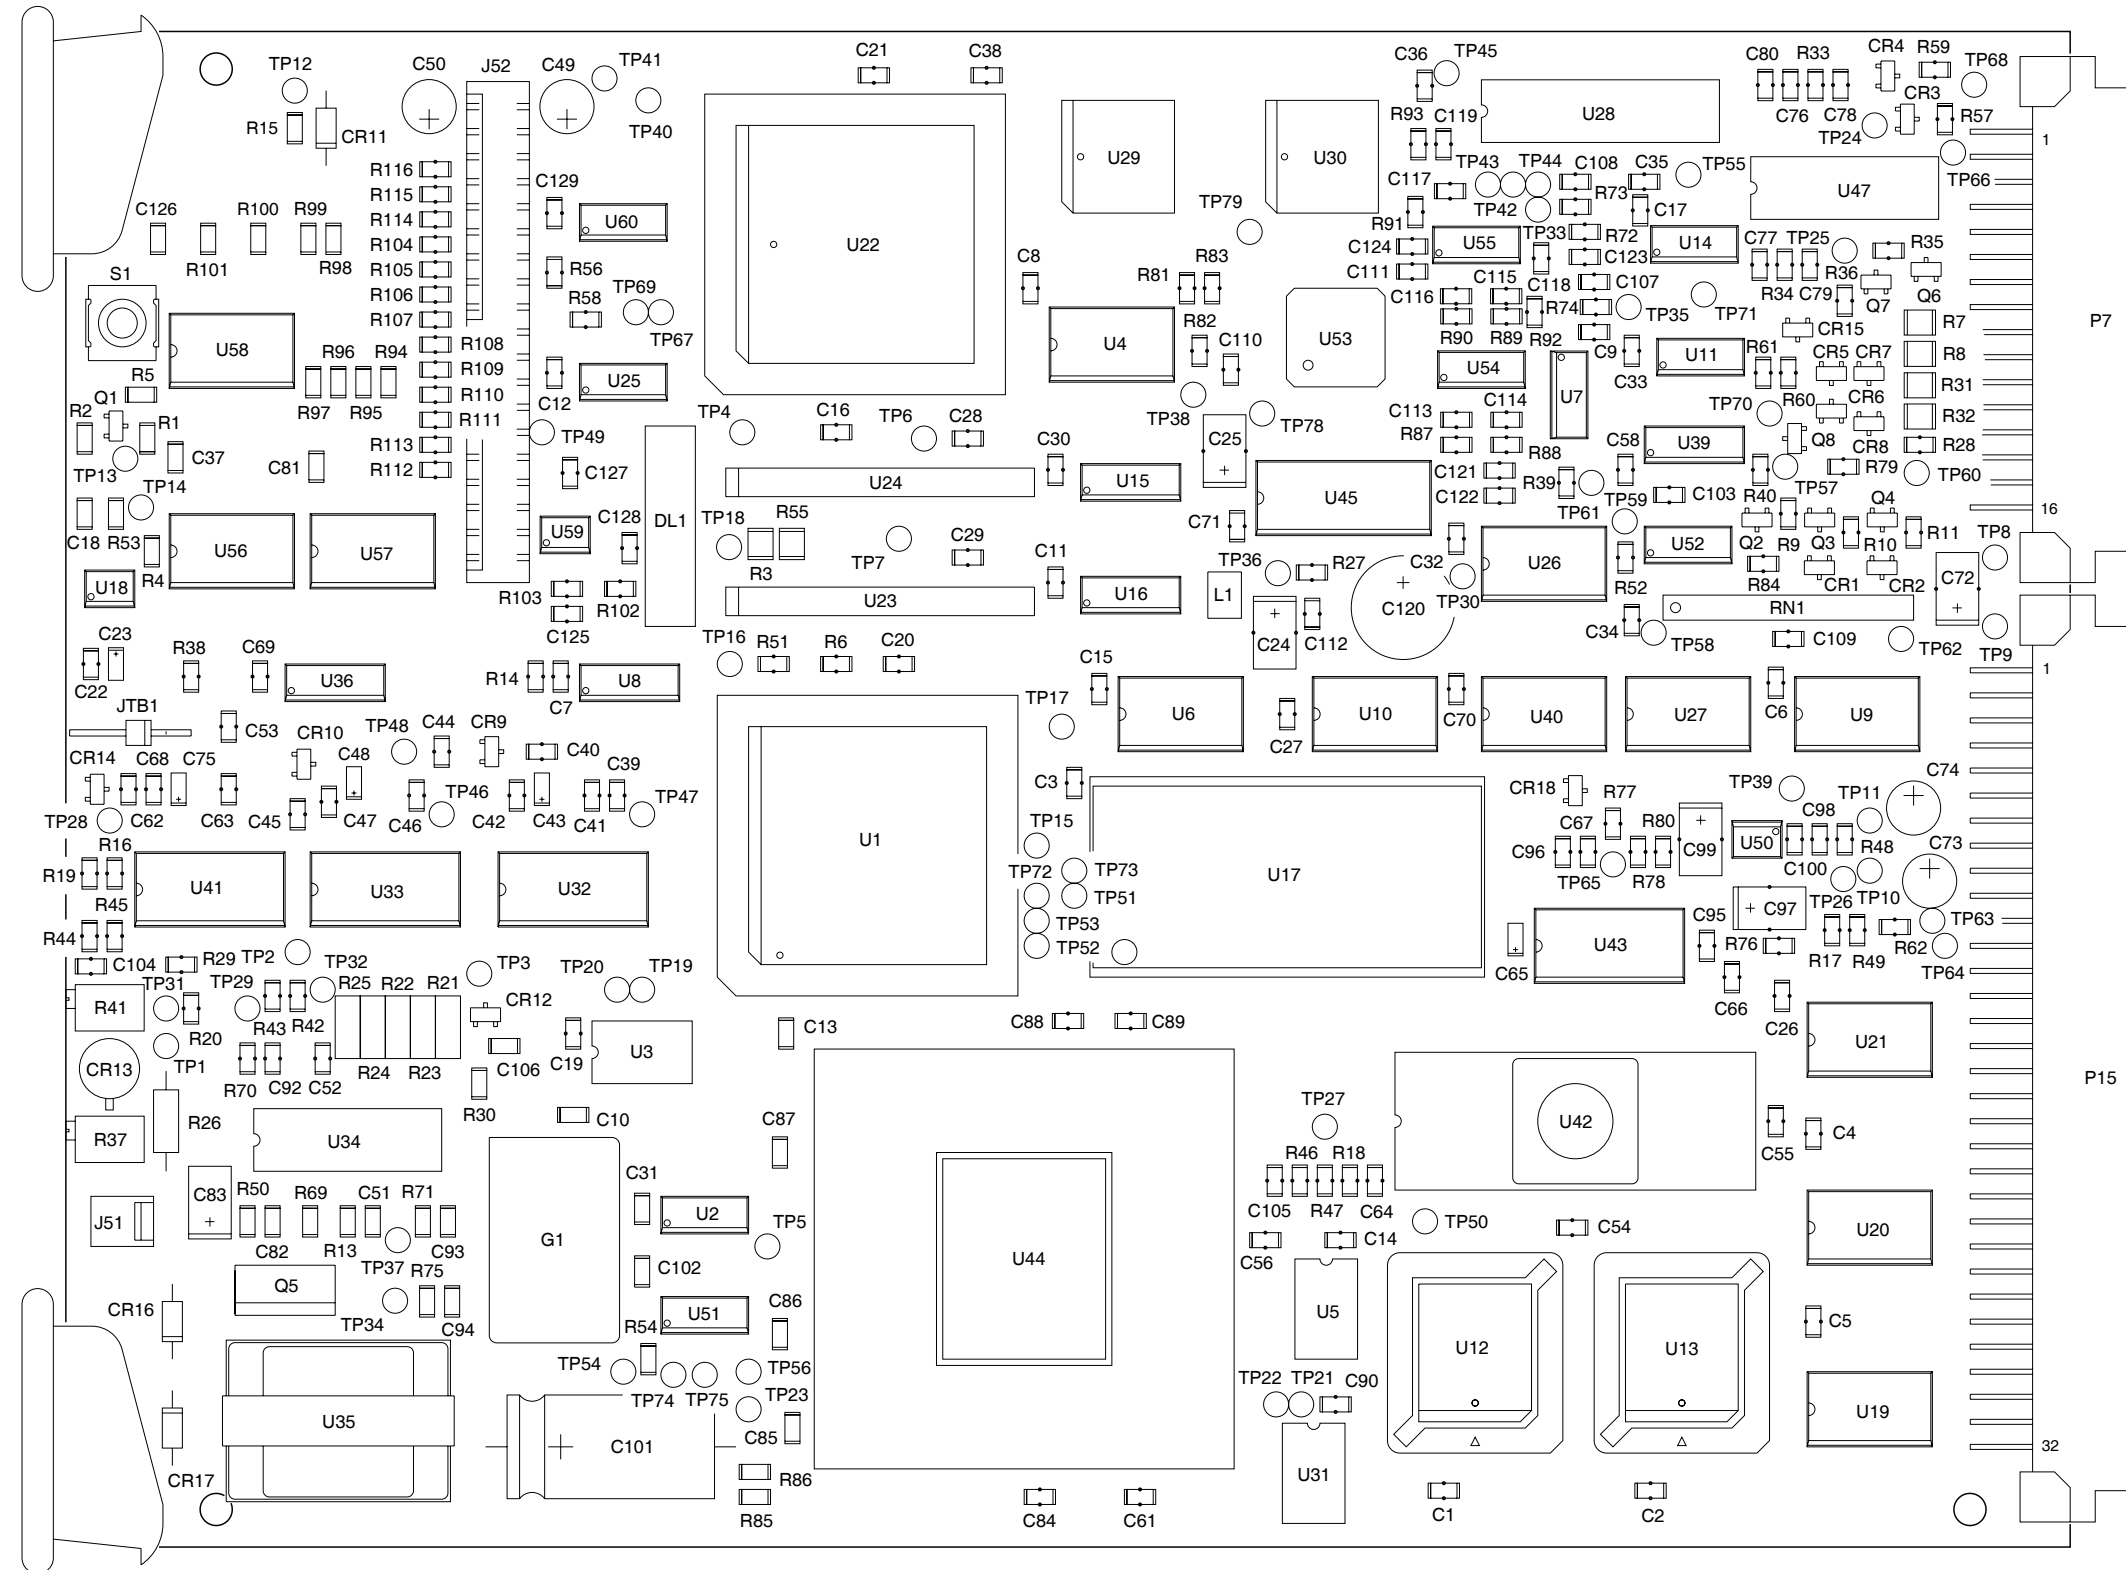 C21 C38 C36 TP45 C80 R33 CR4 R59 TP68
TP12 C50 J52 C49 TP41
R15 CR11 TP40 R93 C119 U28 C76 C78 CR3 R57
TP24 1
U29 U30 TP43 TP44 C108 C35 TP55 TP66
R116 C129 C117 R73 U47
R115 TP42 C17
C126 R100 R99 R114 U60 TP79 R91 U55 TP33 R72 U14 C77 TP25 R35
R101 R98 R104 U22 C124 C123
R105 R56 C8 R81 R83 C111 C115 C118 C107 R36
S1 R106 R58 TP69 C116 R74 TP35 TP71 R34 C79 Q7 Q6
R107 TP67 R82 U53 R90 R89 R92 CR15 R7 P7
U58 R96 R94 R108 U4 C110 C9 U11 R61 CR5 CR7 R8
R5 R109 U25 U54 C33
Q1 R97 R95 R110 C12 TP38 C113 C114 U7 TP70 R60 CR6 R31
R2 R1 R111 TP49 TP4 C16 TP6 C28 TP78 R87 R88 C58 U39 Q8 CR8 R32
C37 C81 R113 C30 C25 R28
TP13 TP14 R112 C127 U24 U15 U45 C121 R39 R79 TP60
C122 TP59 C103 R40 TP57 Q4
C18 R53 U56 U57 U59 C128 DL1 TP18 R55 TP7 C29 C71 TP61 16
R4 R3 C11 TP36 R27 C32 U26 R52 U52 Q2 R9 Q3 R10 R11 TP8
U18 R103 R102 U23 U16 L1 C120 TP30 R84 CR1 CR2 C72
C125 C34 RN1
C23 R38 C69 TP16 R51 R6 C20 C24 C112 TP58 C109 TP62 TP9
C22 U36 R14 C7 U8 C15 1
JTB1 C53 TP17 U6 C27 U10 C70 U40 U27 C6 U9
CR10 TP48 C44 CR9 C40
CR14 C68 C75 C48 C39 C3 CR18 R77 TP39 C74
TP28 C62 C63 C45 C47 C46 TP46 C42 C43 C41 TP47 TP15 C67 R80 C98 TP11
R16 U1 U17 C96 C99 U50 R48 C73
R19 U41 U33 U32 TP72 TP73 TP65 R78 C100
R45 TP51 C97 TP26 TP10
R44 TP53 C95 TP63
C104 R29 TP2 TP32 TP3 TP20 TP19 TP52 C65 U43 R76 R17 R49 R62 TP64
TP31 TP29 R25 R22 R21 CR12 C66
R41 R20 R43 R42 C13 C88 C89 C26
CR13 TP1 R24 R23 C106 C19 U3 U21
R70 C92 C52 R30 P15
R37 R26 U34 C10 C87 TP27 U42 C55 C4
C83 R50 R69 C51 R71 C31 R46 R18
J51 U2 TP5 C105 R47 C64 TP50 C54 U20
C82 R13 C93 G1 U44 C56 C14
Q5 TP37 R75 C102
CR16 C86 U5 C5
TP34 C94 R54 U51 U12 U13
TP54 TP56 TP22 TP21 C90
U35 TP74 TP75 TP23 U19
C101 C85 32
CR17 R86 U31
R85 C84 C61 C1 C2